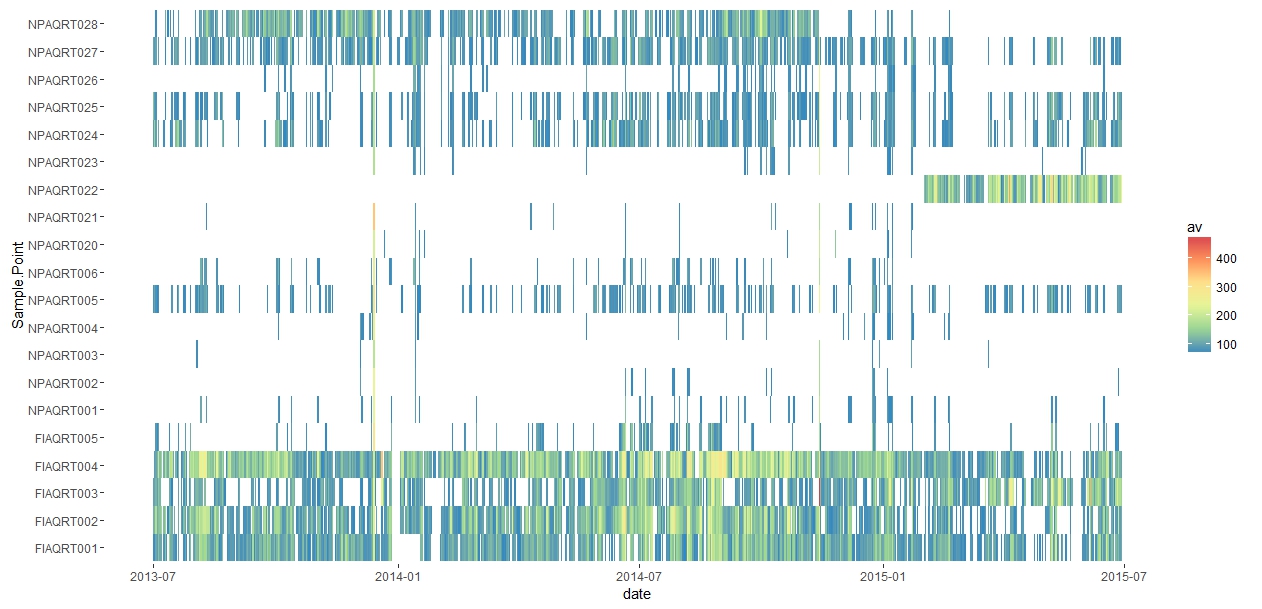 NPAQRT028
NPAQRT027
NPAQRT026
NPAQRT025
NPAQRT024
NPAQRT023
NPAQRT022
NPAQRT021
NPAQRT020
NPAQRT006
NPAQRT005
NPAQRT004
NPAQRT003
NPAQRT002
NPAQRT001
FIAQRT005
FIAQRT004
FIAQRT003
FIAQRT002
FIAQRT001
Sample.Point
2013-07
2014-01
2014-07
2015-01
2015-07
date
av
400
300
200
100